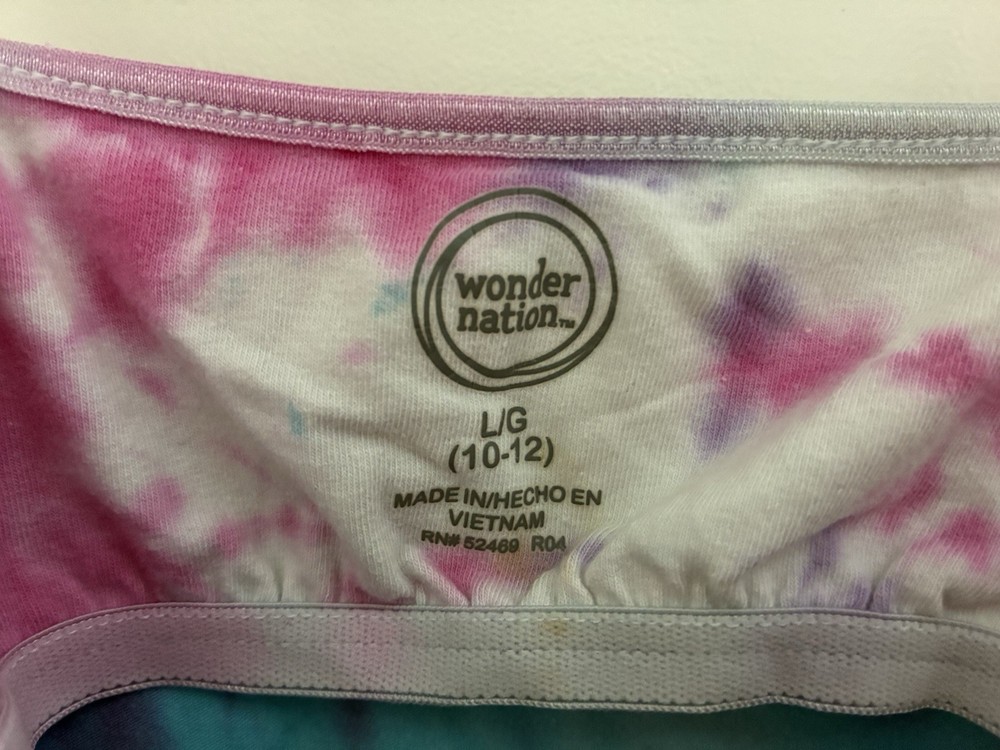 wonder
nation™
L/G
(10-12)
MADE IN/HECHO EN
VIETNAM
RN# 52469 R04